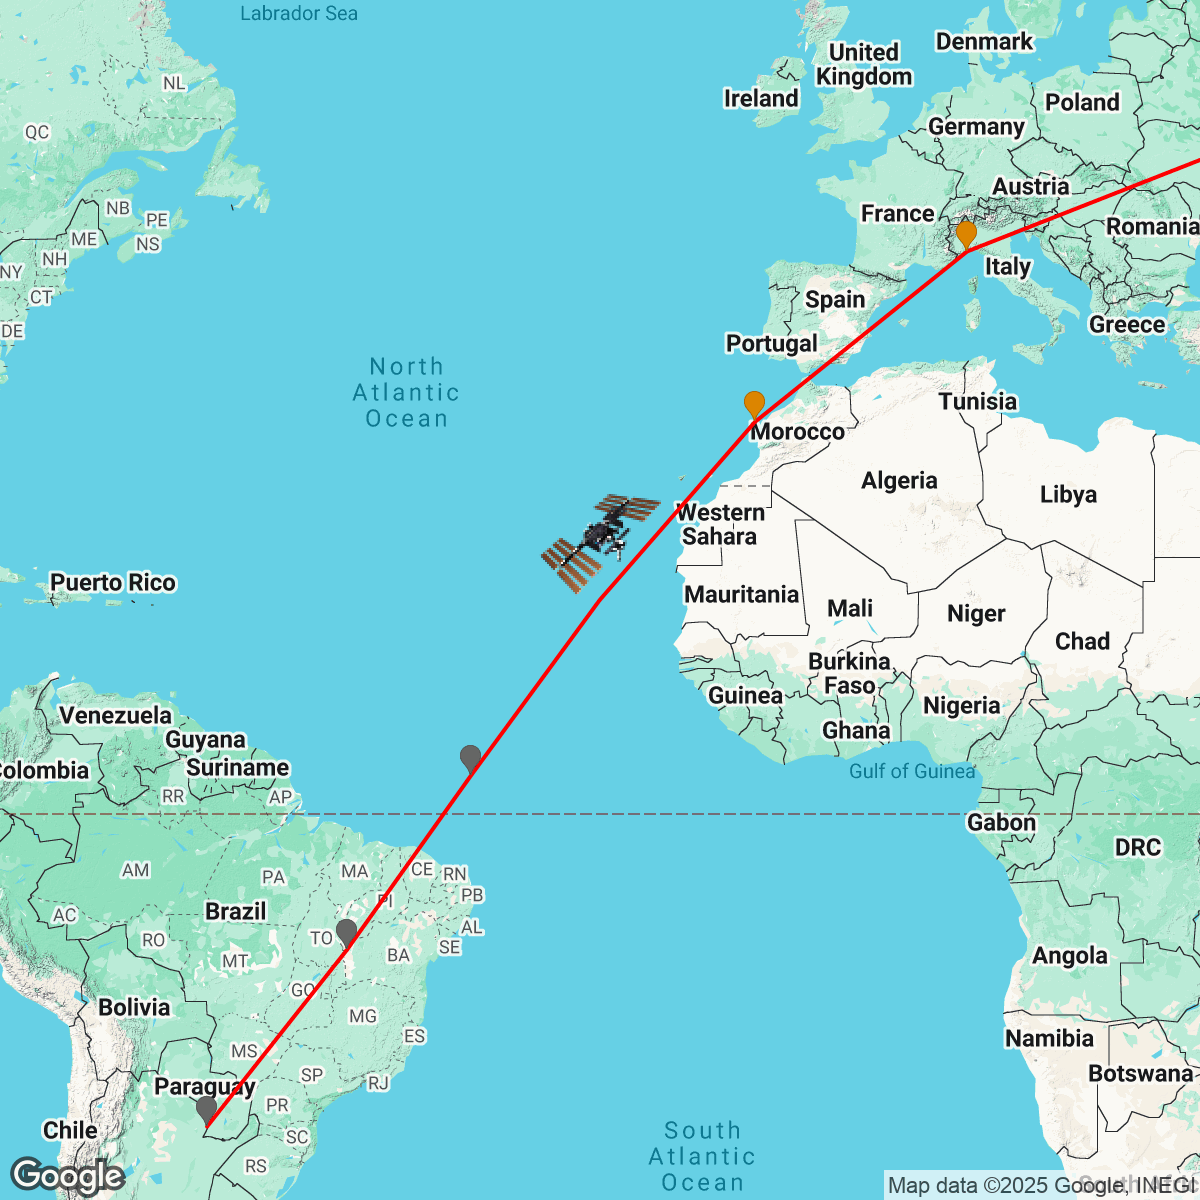 Labrador Sea
NL
QC
NB
PE
ME
NS
NH
NY
CT
DE
United
Kingdom
Ireland
Denmark
Poland
Germany
Austria
France
Romania
Italy
Spain
Greece
Portugal
North
Atlantic
Ocean
Tunisia
Morocco
Algeria
Libya
Western
Sahara
Puerto Rico
Mauritania
Mali
Niger
Chad
Burkina
Faso
Guinea
Nigeria
Ghana
Venezuela
Guyana
Suriname
Colombia
Gulf of Guinea
RR
AP
Gabon
DRC
AM
PA
MA
CE
RN
PB
PI
AC
Brazil
AL
TO
SE
RO
MT
BA
Angola
GO
Bolivia
MG
ES
Namibia
MS
SP
RJ
Botswana
Paraguay
PR
Chile
SC
RS
South
Atlantic
Ocean
Google
Map data ©2025 Google, INEGI